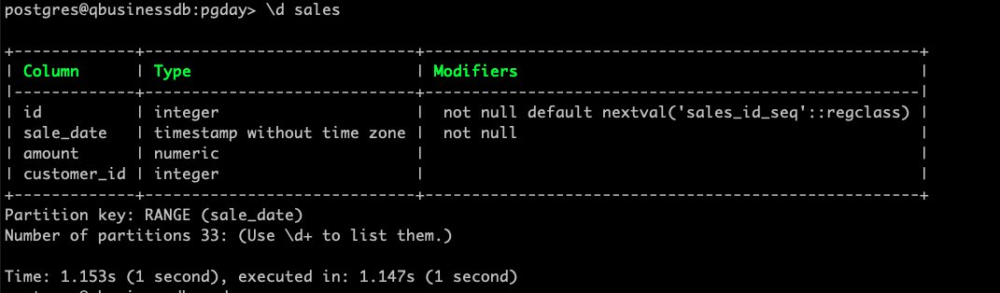 postgres@qbusinessdb:pgday> \d sales
+-------------+-----------------------------+---------------------------------------------------+
| Column      | Type                        | Modifiers                                         |
|-------------+-----------------------------+---------------------------------------------------|
| id          | integer                     |  not null default nextval('sales_id_seq'::regclass) |
| sale_date   | timestamp without time zone |  not null                                         |
| amount      | numeric                     |                                                   |
| customer_id | integer                     |                                                   |
+-------------+-----------------------------+---------------------------------------------------+
Partition key: RANGE (sale_date)
Number of partitions 33: (Use \d+ to list them.)
Time: 1.153s (1 second), executed in: 1.147s (1 second)